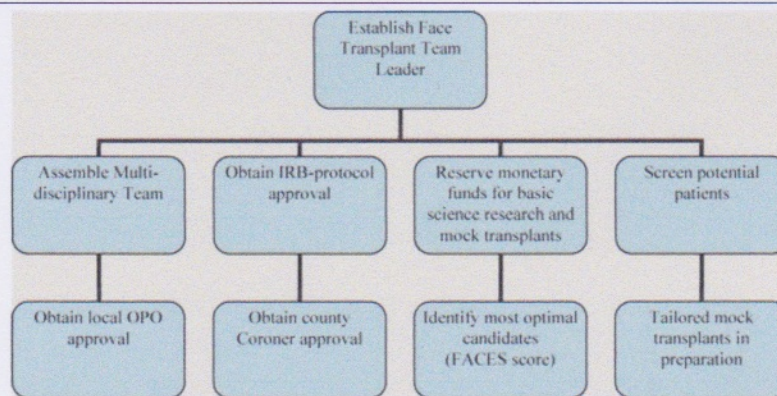 Establish Face
Transplant Team
Leader
Assemble Multi-
disciplinary Team
Obtain IRB-protocol
approval
Reserve monetary
funds for basic
science research and
mock transplants
Screen potential
patients
Obtain local OPO
approval
Obtain county
Coroner approval
Identify most optimal
candidates
(FACES score)
Tailored mock
transplants in
preparation